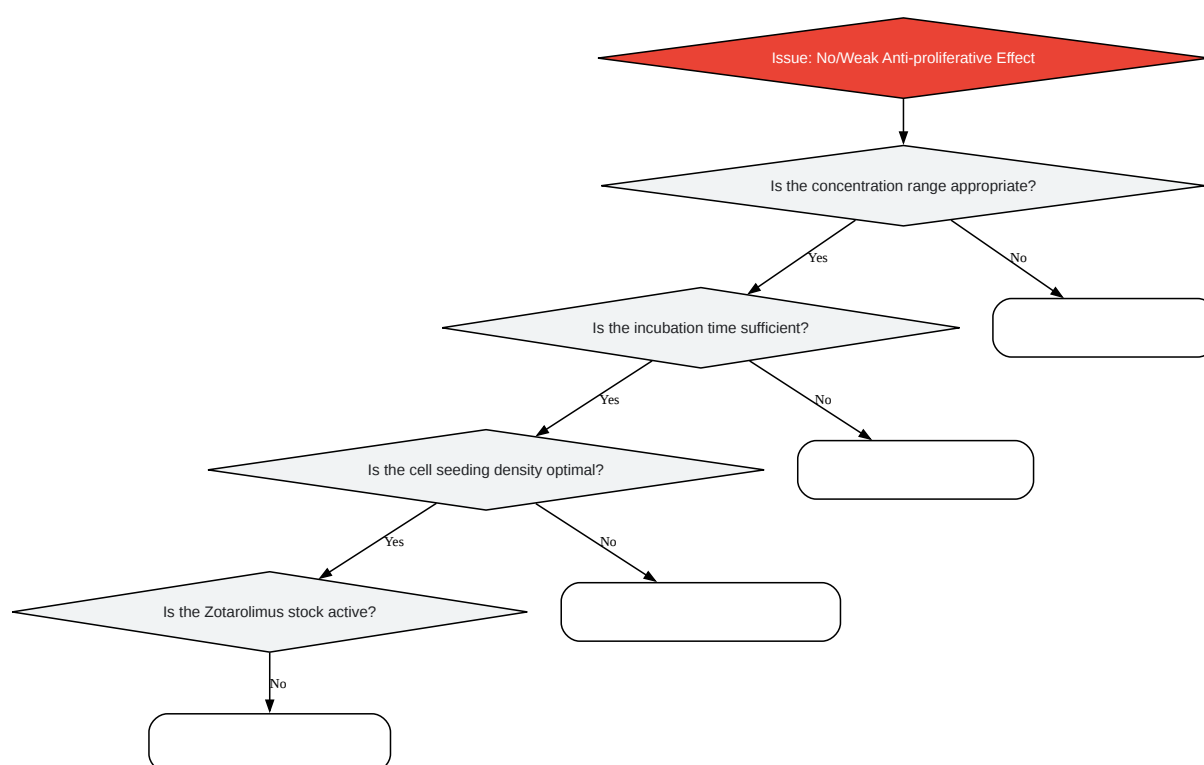 Issue: No/Weak Anti-proliferative Effect
Is the concentration range appropriate?
Yes
No
Is the incubation time sufficient?
Yes
No
Is the cell seeding density optimal?
Yes
No
Is the Zotarolimus stock active?
No